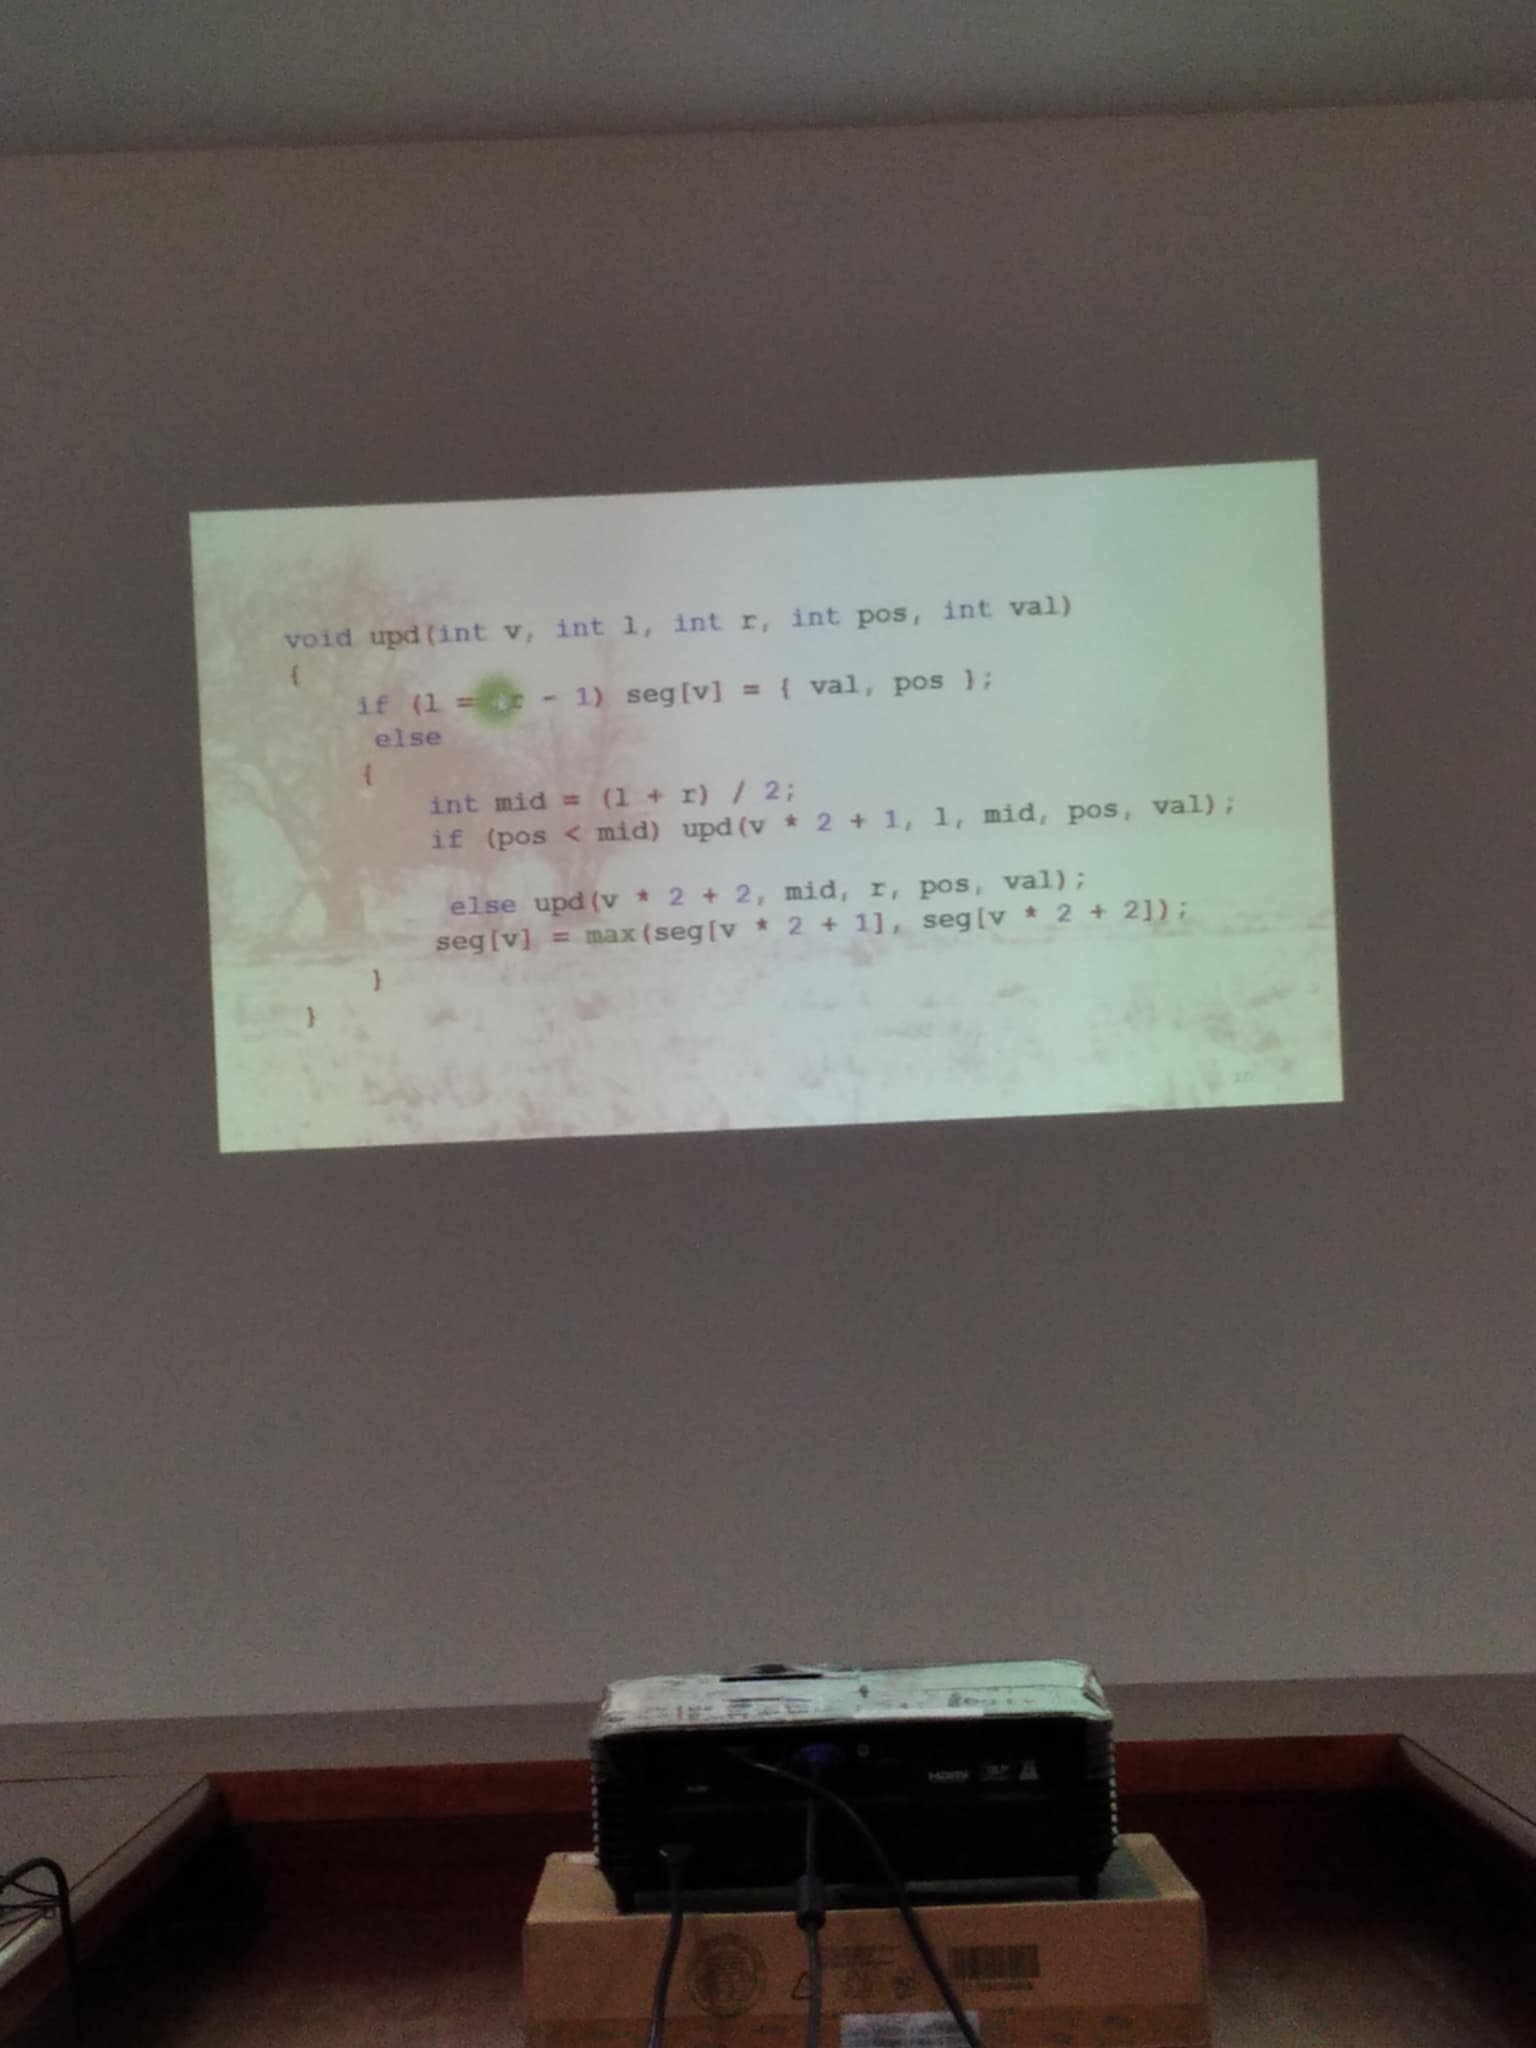 void upd(int v, int l, int r, int pos, int val)
{
if (l = r - 1) seg[v] = { val, pos };
else
{
int mid = (l + r) / 2;
if (pos < mid) upd(v * 2 + 1, l, mid, pos, val);
else upd(v * 2 + 2, mid, r, pos, val);
seg[v] = max(seg[v * 2 + 1], seg[v * 2 + 2]);
}
}
HDMI